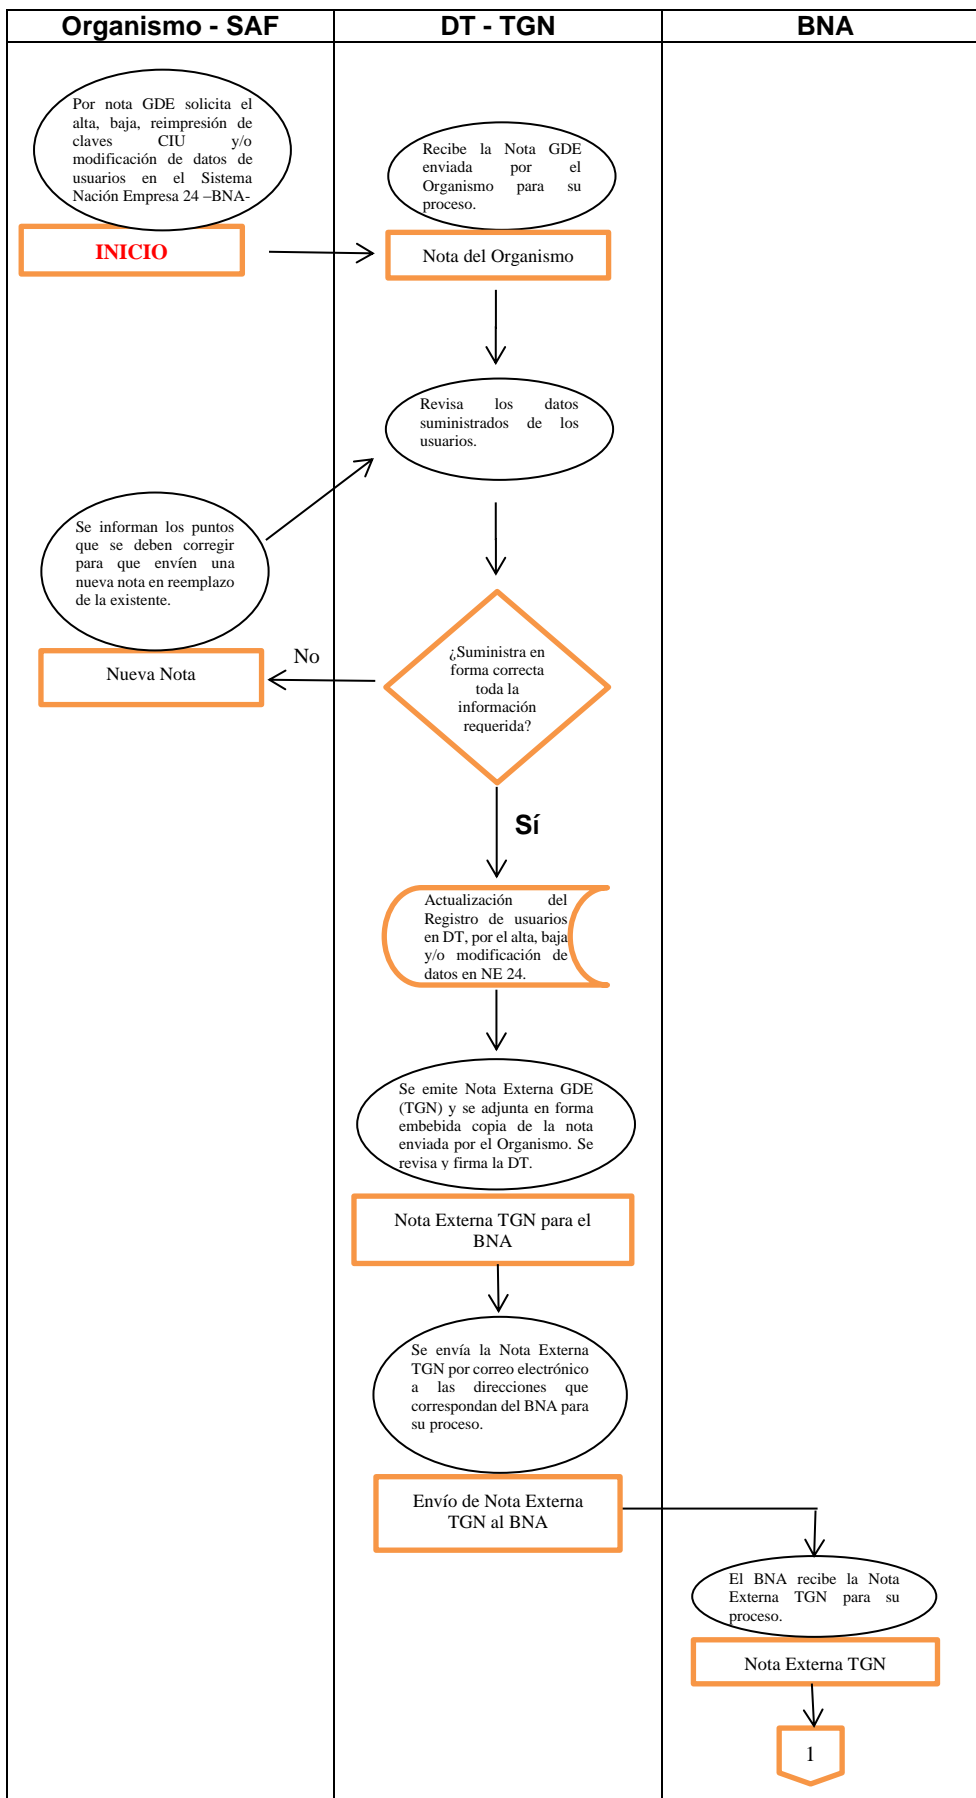 Organismo - SAF
DT - TGN
BNA
Por nota GDE solicita el
alta, baja, reimpresión de
claves CIU y/o
modificación de datos de
usuarios en el Sistema
Nación Empresa 24 –BNA-
INICIO
Recibe la Nota GDE
enviada por el
Organismo para su
proceso.
Nota del Organismo
Revisa los datos
suministrados de los
usuarios.
Se informan los puntos
que se deben corregir
para que envíen una
nueva nota en reemplazo
de la existente.
Nueva Nota
No
¿Suministra en
forma correcta
toda la
información
requerida?
Sí
Actualización del
Registro de usuarios
en DT, por el alta, baja
y/o modificación de
datos en NE 24.
Se emite Nota Externa GDE
(TGN) y se adjunta en forma
embebida copia de la nota
enviada por el Organismo. Se
revisa y firma la DT.
Nota Externa TGN para el
BNA
Se envía la Nota Externa
TGN por correo electrónico
a las direcciones que
correspondan del BNA para
su proceso.
Envío de Nota Externa
TGN al BNA
El BNA recibe la Nota
Externa TGN para su
proceso.
Nota Externa TGN
1